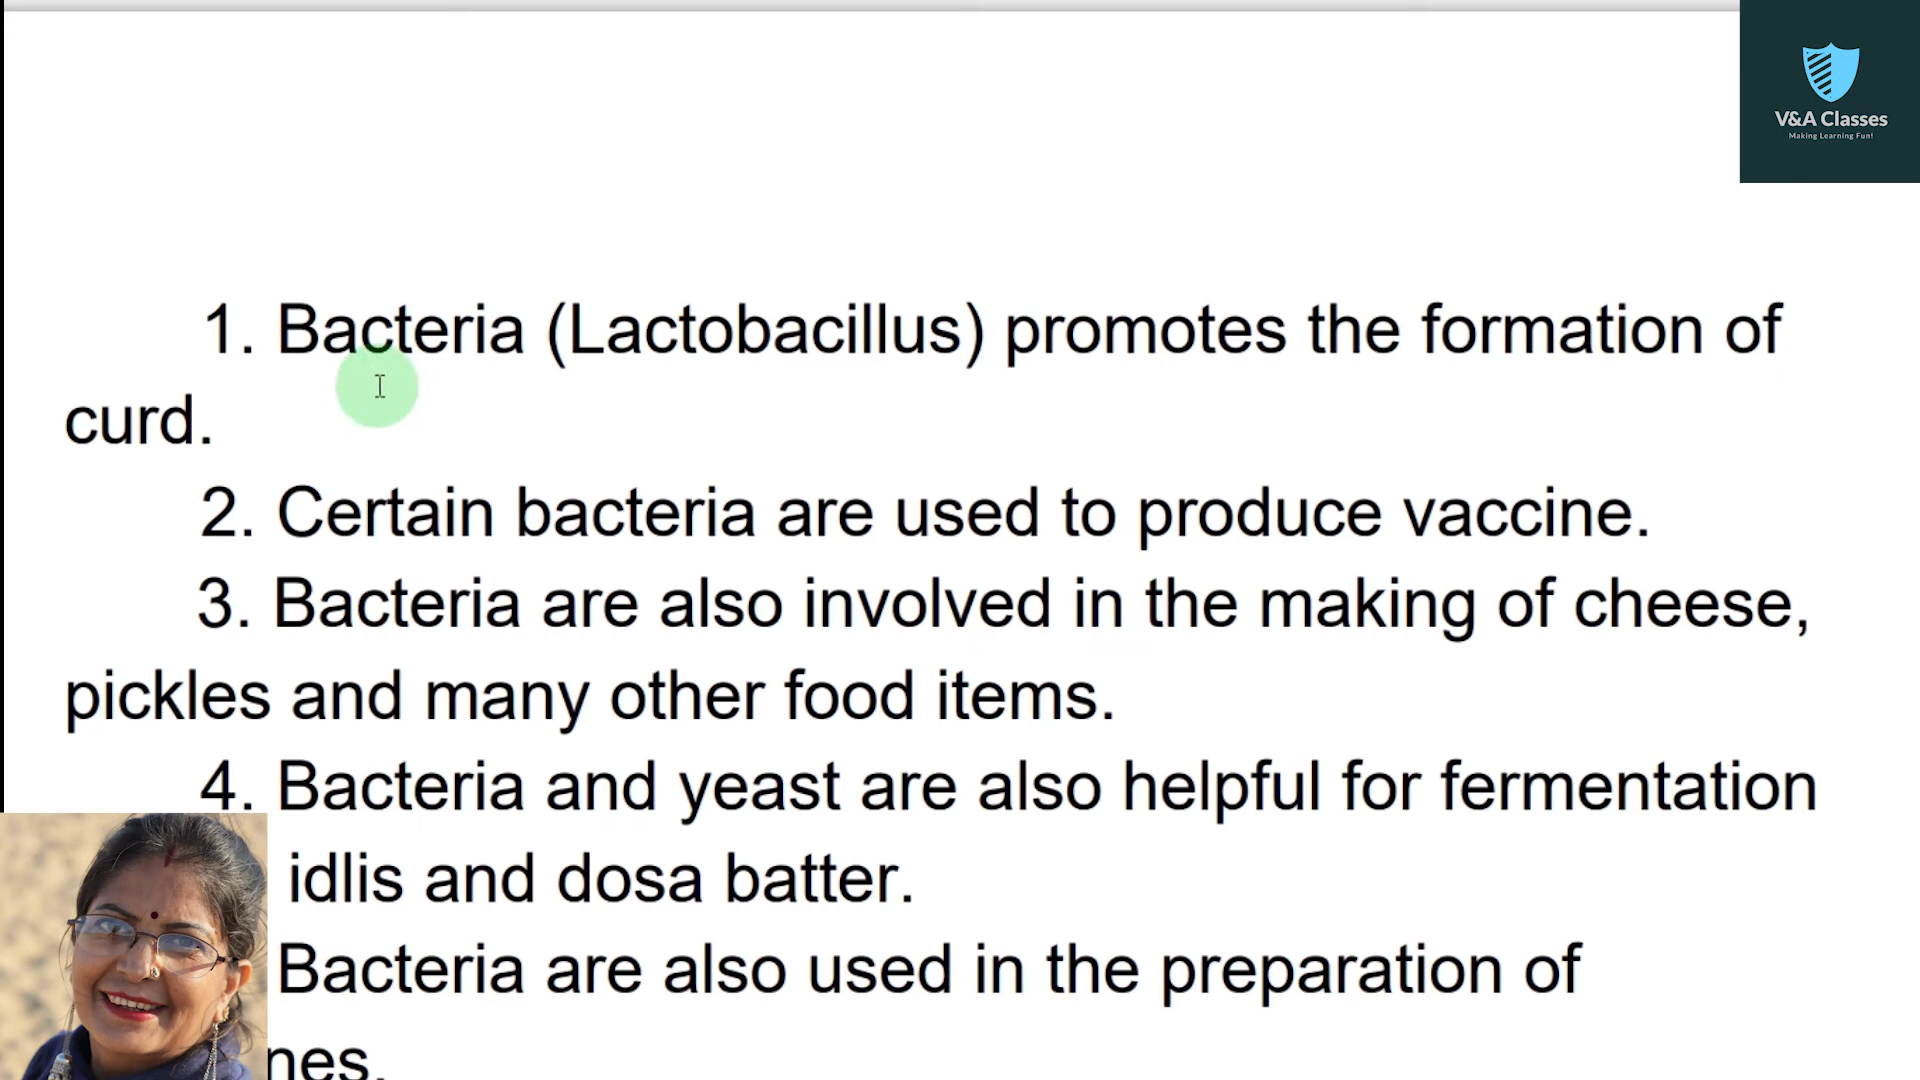 V&A Classes
Making Learning Fun!
1. Bacteria (Lactobacillus) promotes the formation of
curd.
2. Certain bacteria are used to produce vaccine.
3. Bacteria are also involved in the making of cheese,
pickles and many other food items.
4. Bacteria and yeast are also helpful for fermentation
idlis and dosa batter.
Bacteria are also used in the preparation of